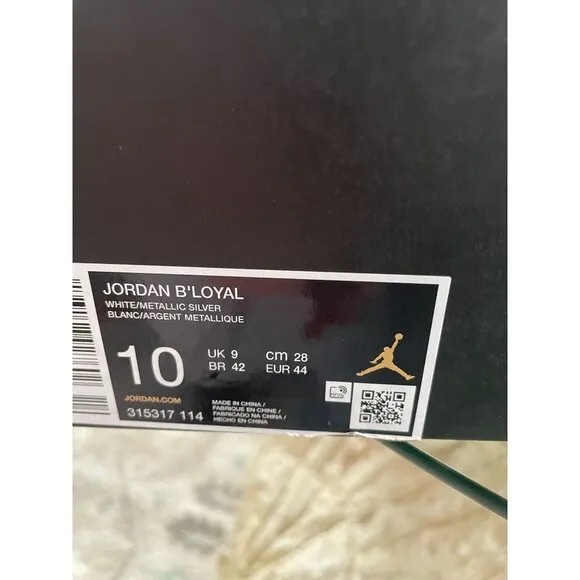 JORDAN B'LOYAL
WHITE/METALLIC SILVER
BLANC/ARGENT METALLIQUE
10
UK 9
cm 28
BR 42
EUR 44
JORDAN.COM
315317 114
MADE IN CHINA /
FABRIQUE EN CHINE /
FABRICADO NA CHINA /
HECHO EN CHINA